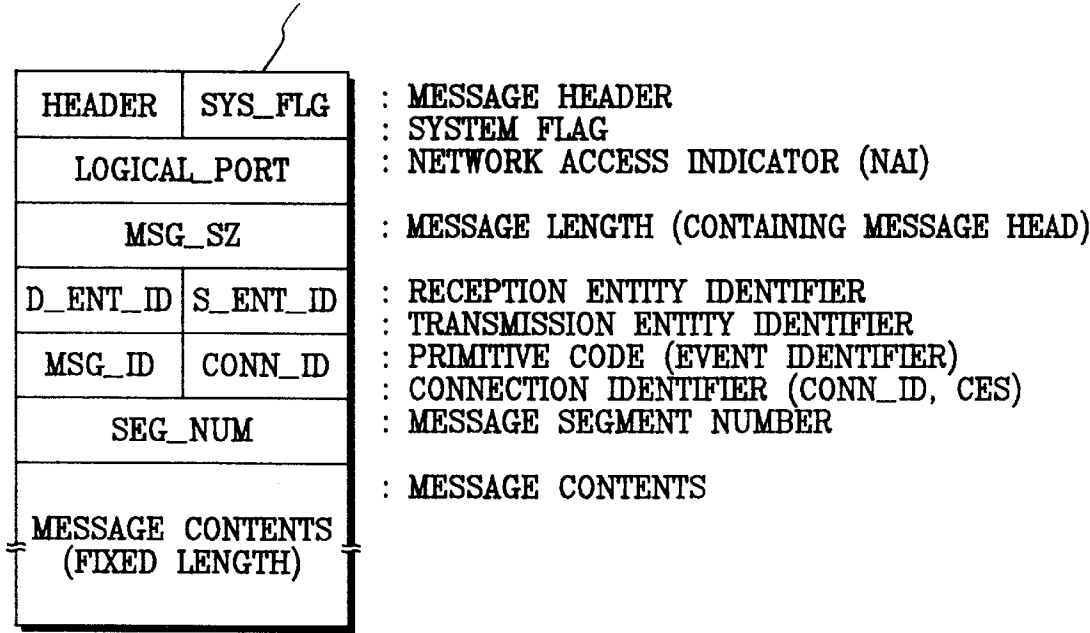 HEADER SYS_FLG : MESSAGE HEADER
: SYSTEM FLAG
LOGICAL_PORT : NETWORK ACCESS INDICATOR (NAI)
MSG_SZ : MESSAGE LENGTH (CONTAINING MESSAGE HEAD)
D_ENT_ID S_ENT_ID : RECEPTION ENTITY IDENTIFIER
: TRANSMISSION ENTITY IDENTIFIER
MSG_ID CONN_ID : PRIMITIVE CODE (EVENT IDENTIFIER)
: CONNECTION IDENTIFIER (CONN_ID, CES)
SEG_NUM : MESSAGE SEGMENT NUMBER
: MESSAGE CONTENTS
MESSAGE CONTENTS
(FIXED LENGTH)